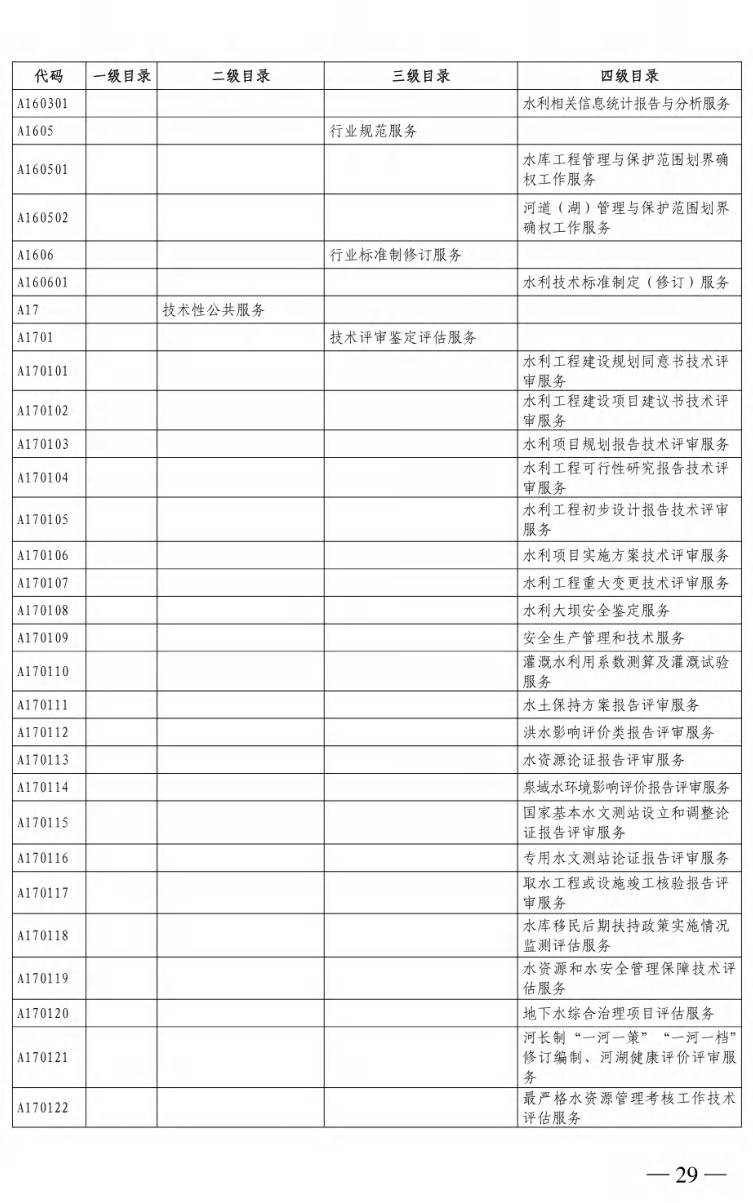 代码 一级目录 二级目录 三级目录 四级目录
A160301 水利相关信息统计报告与分析服务
A1605 行业规范服务
A160501 水库工程管理与保护范围划界确
权工作服务
A160502 河道（湖）管理与保护范围划界
确权工作服务
A1606 行业标准制修订服务
A160601 水利技术标准制定（修订）服务
A17 技术性公共服务
A1701 技术评审鉴定评估服务
A170101 水利工程建设规划同意书技术评
审服务
A170102 水利工程建设项目建议书技术评
审服务
A170103 水利项目规划报告技术评审服务
A170104 水利工程可行性研究报告技术评
审服务
A170105 水利工程初步设计报告技术评审
服务
A170106 水利项目实施方案技术评审服务
A170107 水利工程重大变更技术评审服务
A170108 水利大坝安全鉴定服务
A170109 安全生产管理和技术服务
A170110 灌溉水利用系数测算及灌溉试验
服务
A170111 水土保持方案报告评审服务
A170112 洪水影响评价类报告评审服务
A170113 水资源论证报告评审服务
A170114 泉域水环境影响评价报告评审服务
A170115 国家基本水文测站设立和调整论
证报告评审服务
A170116 专用水文测站论证报告评审服务
A170117 取水工程或设施竣工核验报告评
审服务
A170118 水库移民后期扶持政策实施情况
监测评估服务
A170119 水资源和水安全管理保障技术评
估服务
A170120 地下水综合治理项目评估服务
A170121 河长制“一河一策”“一河一档”
修订编制、河湖健康评价评审服
务
A170122 最严格水资源管理考核工作技术
评估服务
— 29 —